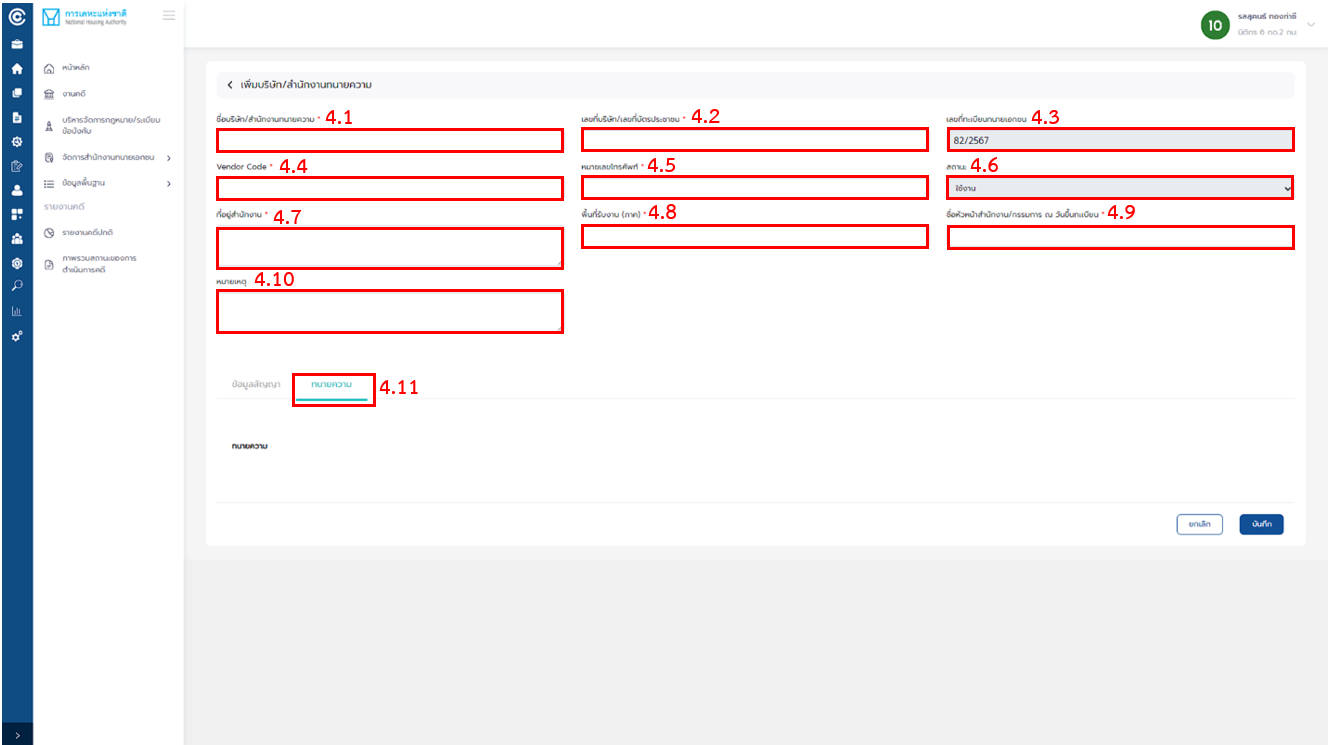 การเคหะแห่งชาติ
National Housing Authority
10
รสสุคนธ์ ทองก่ำธี
นิติกร 6 กด.2 กม.
หน้าหลัก
งานคดี
บริหารจัดการกฎหมาย/ระเบียบ
ข้อบังคับ
จัดการสำนักงานทนายเอกชน
ข้อมูลพื้นฐาน
รายงานคดี
รายงานคดีปกติ
ภาพรวมสถานะของการ
ดำเนินการคดี
เพิ่มบริษัท/สำนักงานทนายความ
ชื่อบริษัท/สำนักงานทนายความ * 4.1
เลขที่บริษัท/เลขที่บัตรประชาชน * 4.2
เลขที่ทะเบียนทนายเอกชน 4.3
82/2567
Vendor Code * 4.4
หมายเลขโทรศัพท์ * 4.5
สถานะ 4.6
ใช้งาน
ที่อยู่สำนักงาน * 4.7
พื้นที่รับงาน (ภาค) * 4.8
ชื่อหัวหน้าสำนักงาน/กรรมการ ณ วันขึ้นทะเบียน * 4.9
หมายเหตุ 4.10
ข้อมูลสัญญา
ทนายความ 4.11
ทนายความ
ยกเลิก
บันทึก